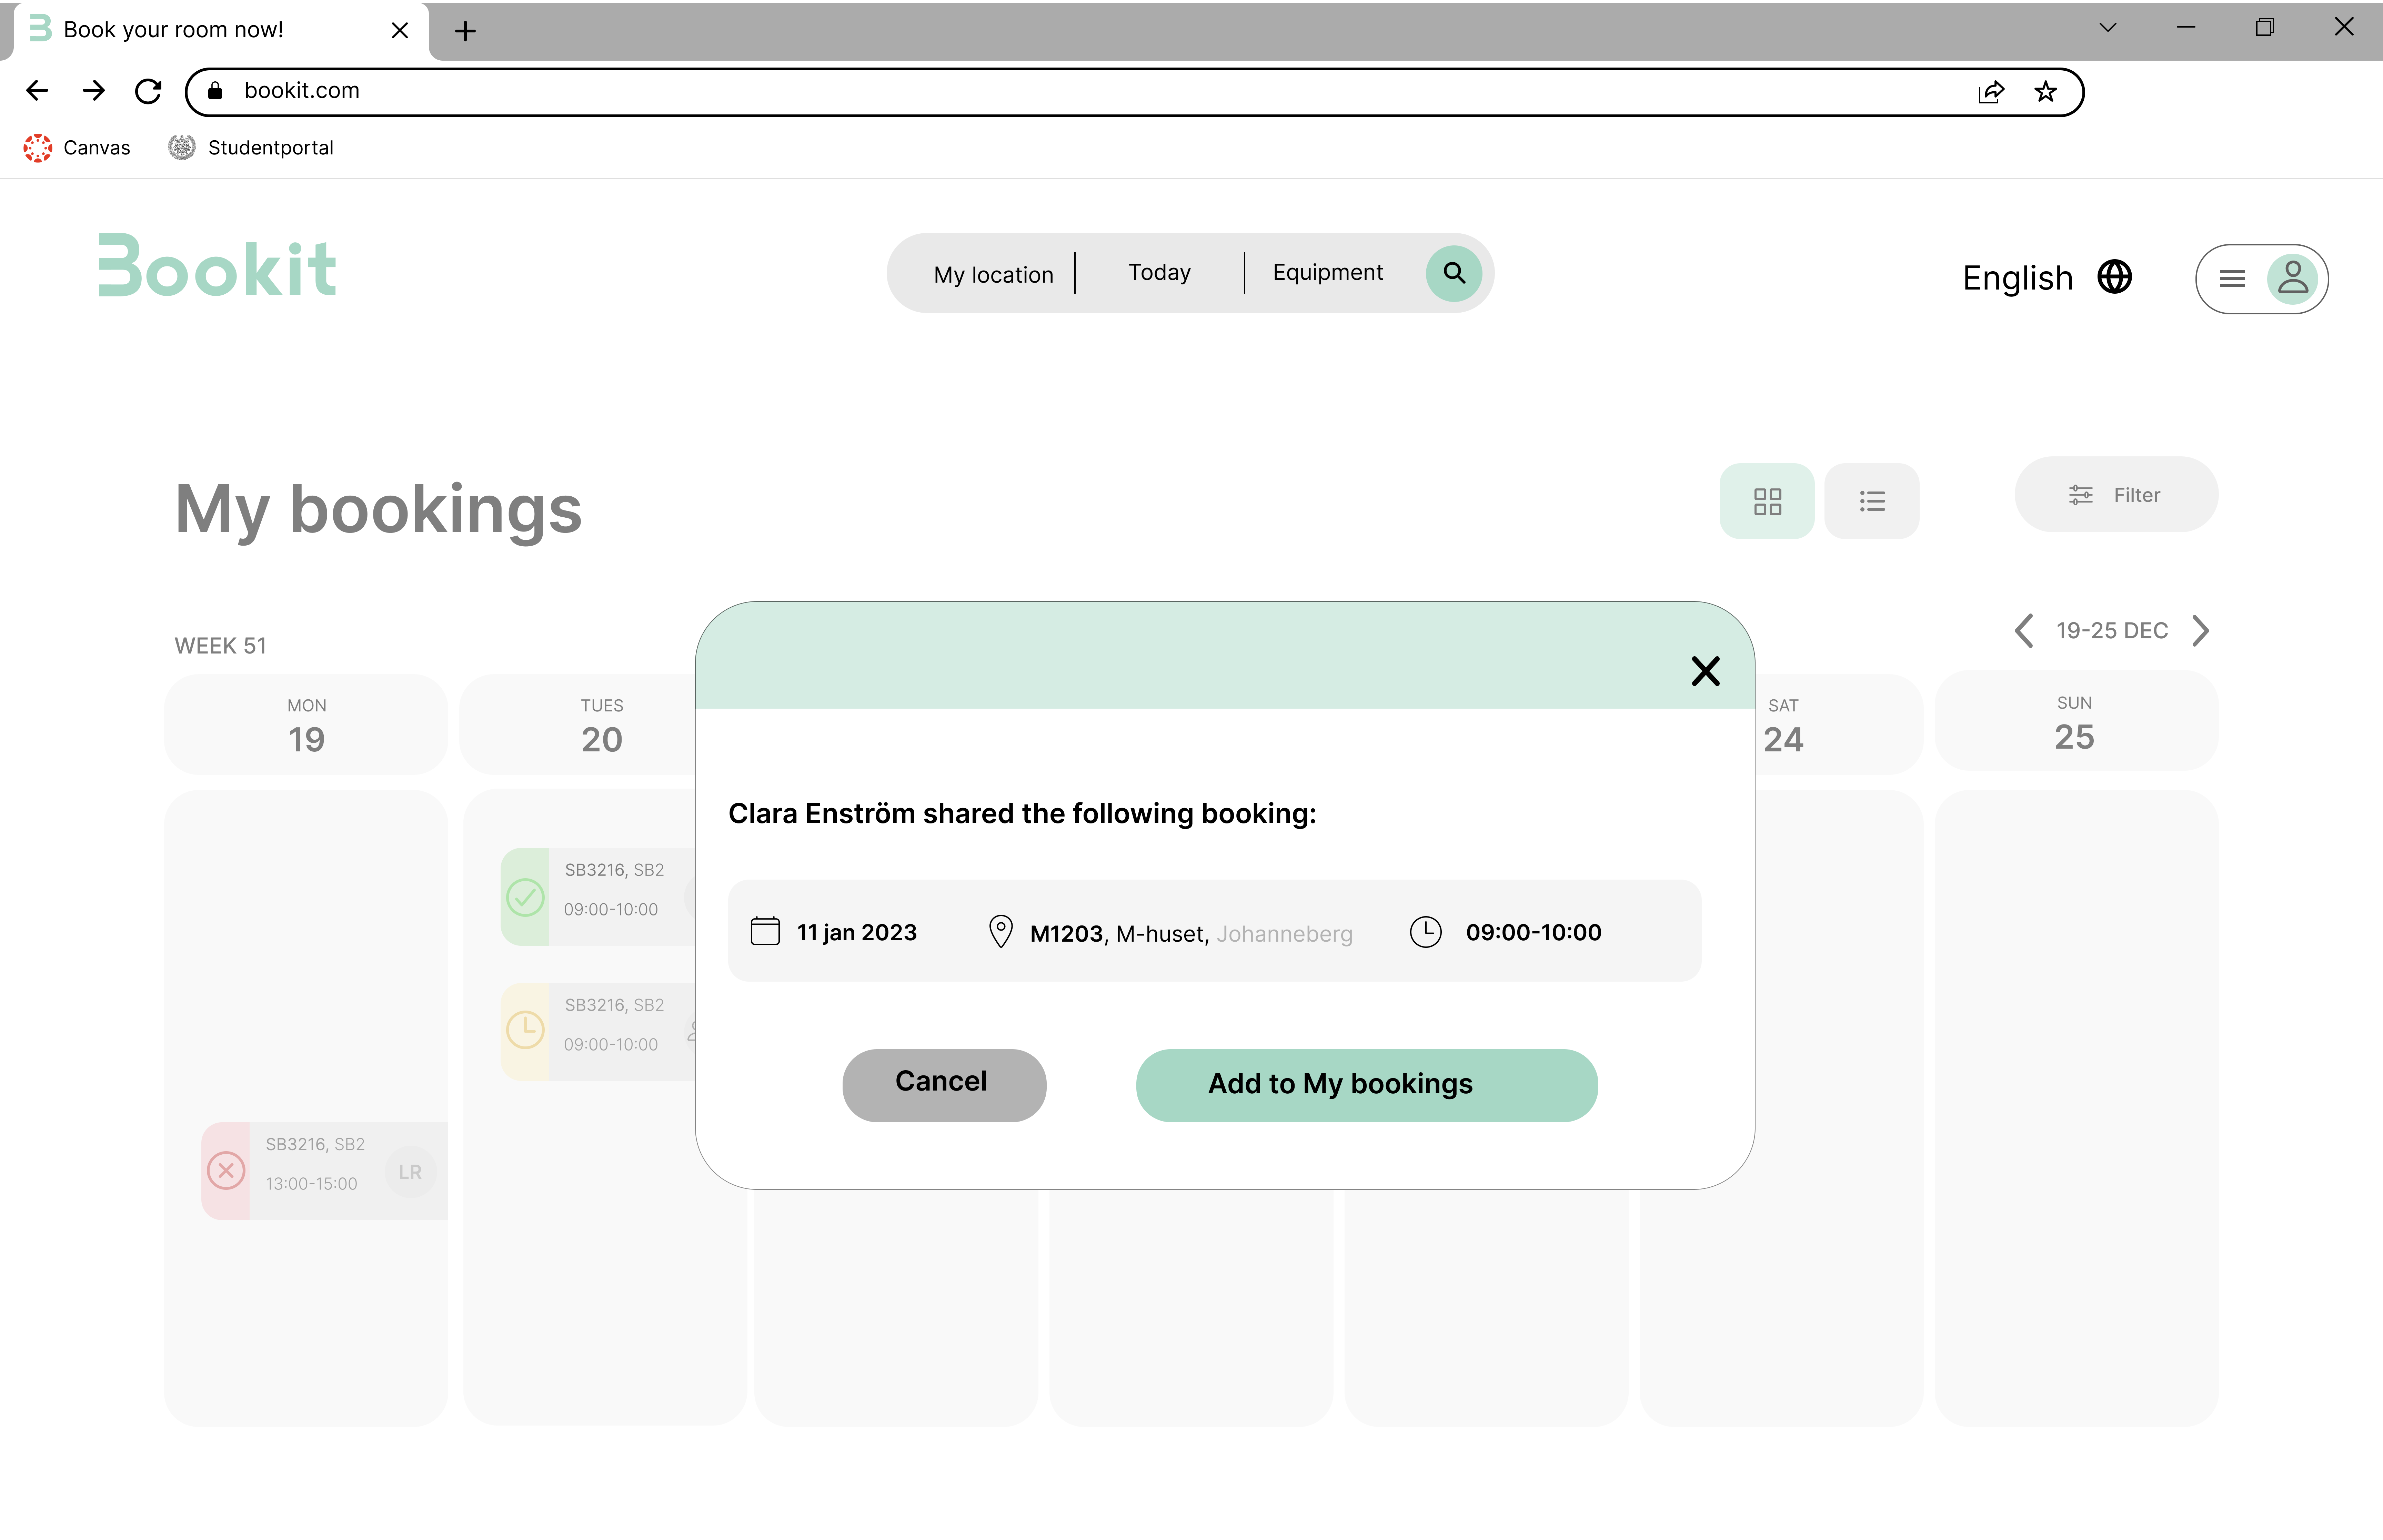 Book your room now!
bookit.com
Canvas
Studentportal
Bookit
My location
Today
Equipment
English
My bookings
Filter
WEEK 51
19-25 DEC
MON
19
TUES
20
SAT
24
SUN
25
SB3216, SB2
09:00-10:00
SB3216, SB2
09:00-10:00
SB3216, SB2
13:00-15:00
LR
Clara Enström shared the following booking:
11 jan 2023
M1203, M-huset, Johanneberg
09:00-10:00
Cancel
Add to My bookings